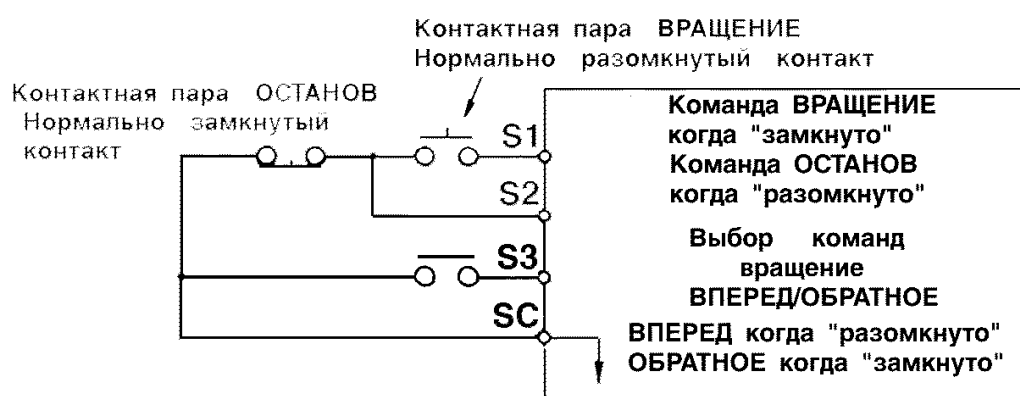 Контактная пара ВРАЩЕНИЕ
Нормально разомкнутый контакт
Контактная пара ОСТАНОВ
Нормально замкнутый
контакт
S1
Команда ВРАЩЕНИЕ
когда "замкнуто"
Команда ОСТАНОВ
когда "разомкнуто"
S2
S3
Выбор команд
вращение
ВПЕРЕД/ОБРАТНОЕ
SC
ВПЕРЕД когда "разомкнуто"
ОБРАТНОЕ когда "замкнуто"